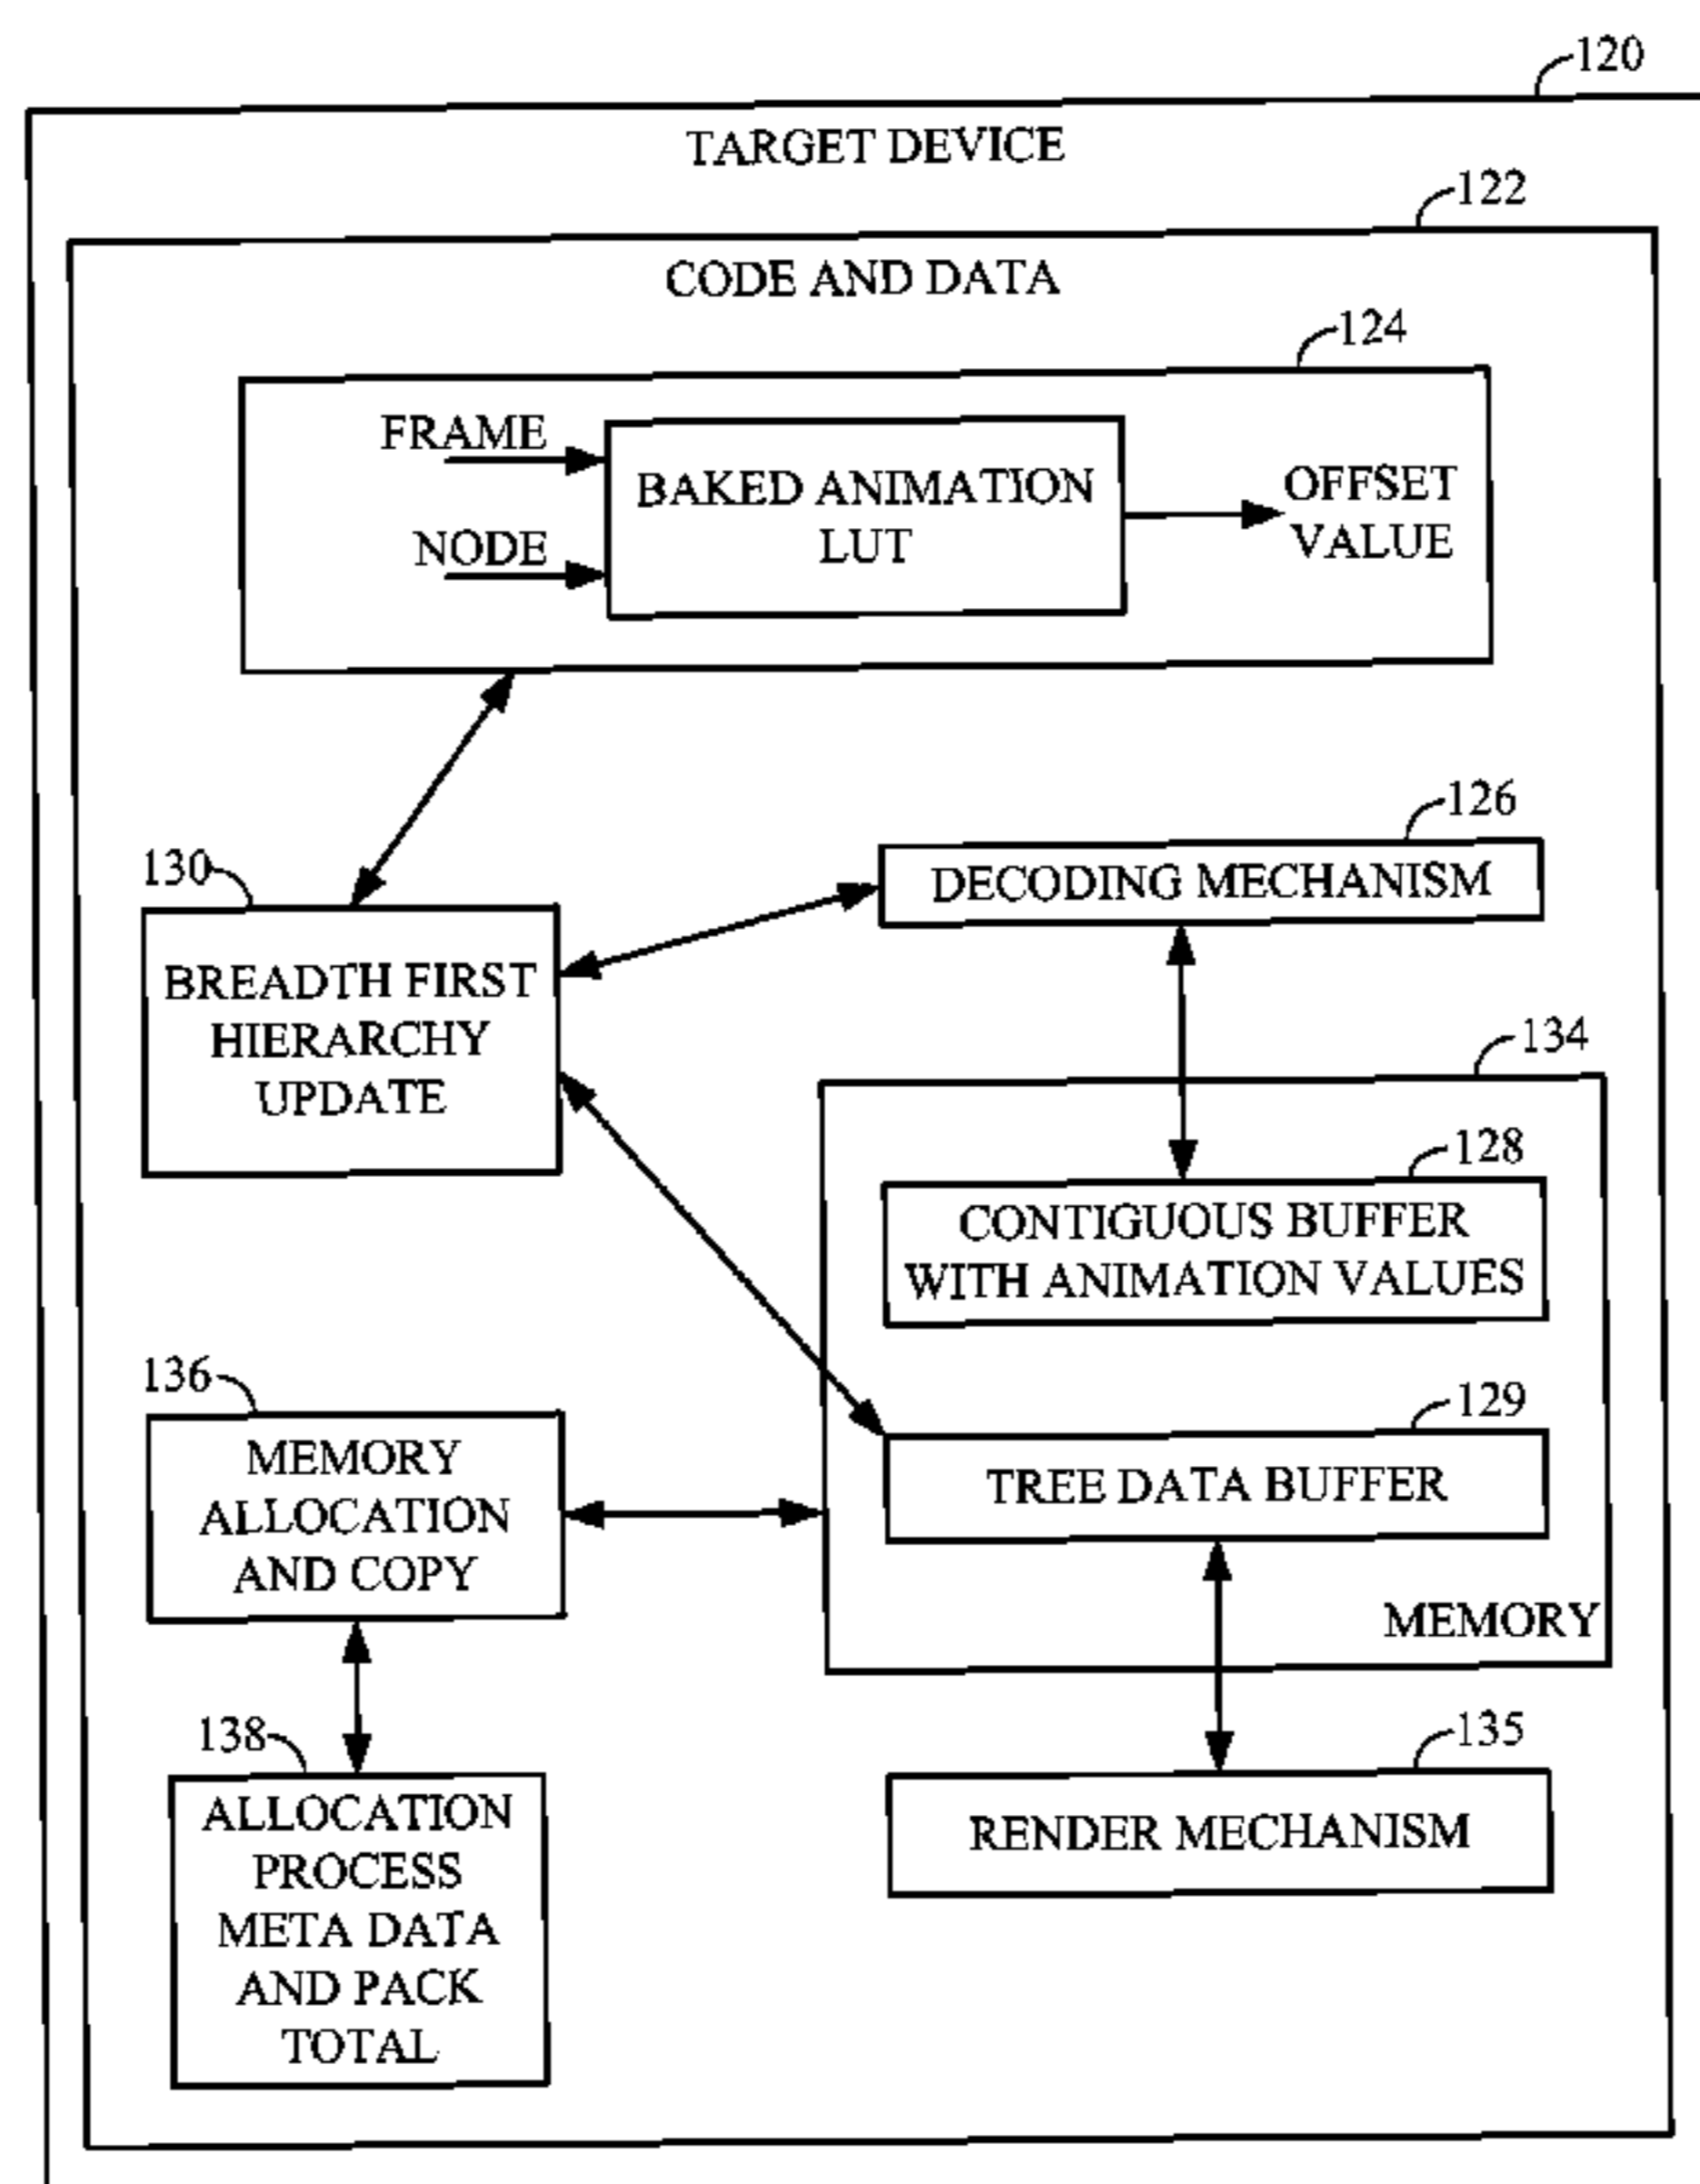 120
TARGET DEVICE
122
CODE AND DATA
124
FRAME
NODE
BAKED ANIMATION
LUT
OFFSET
VALUE
126
DECODING MECHANISM
130
BREADTH FIRST
HIERARCHY
UPDATE
134
128
CONTIGUOUS BUFFER
WITH ANIMATION VALUES
129
TREE DATA BUFFER
MEMORY
136
MEMORY
ALLOCATION
AND COPY
138
ALLOCATION
PROCESS
META DATA
AND PACK
TOTAL
135
RENDER MECHANISM